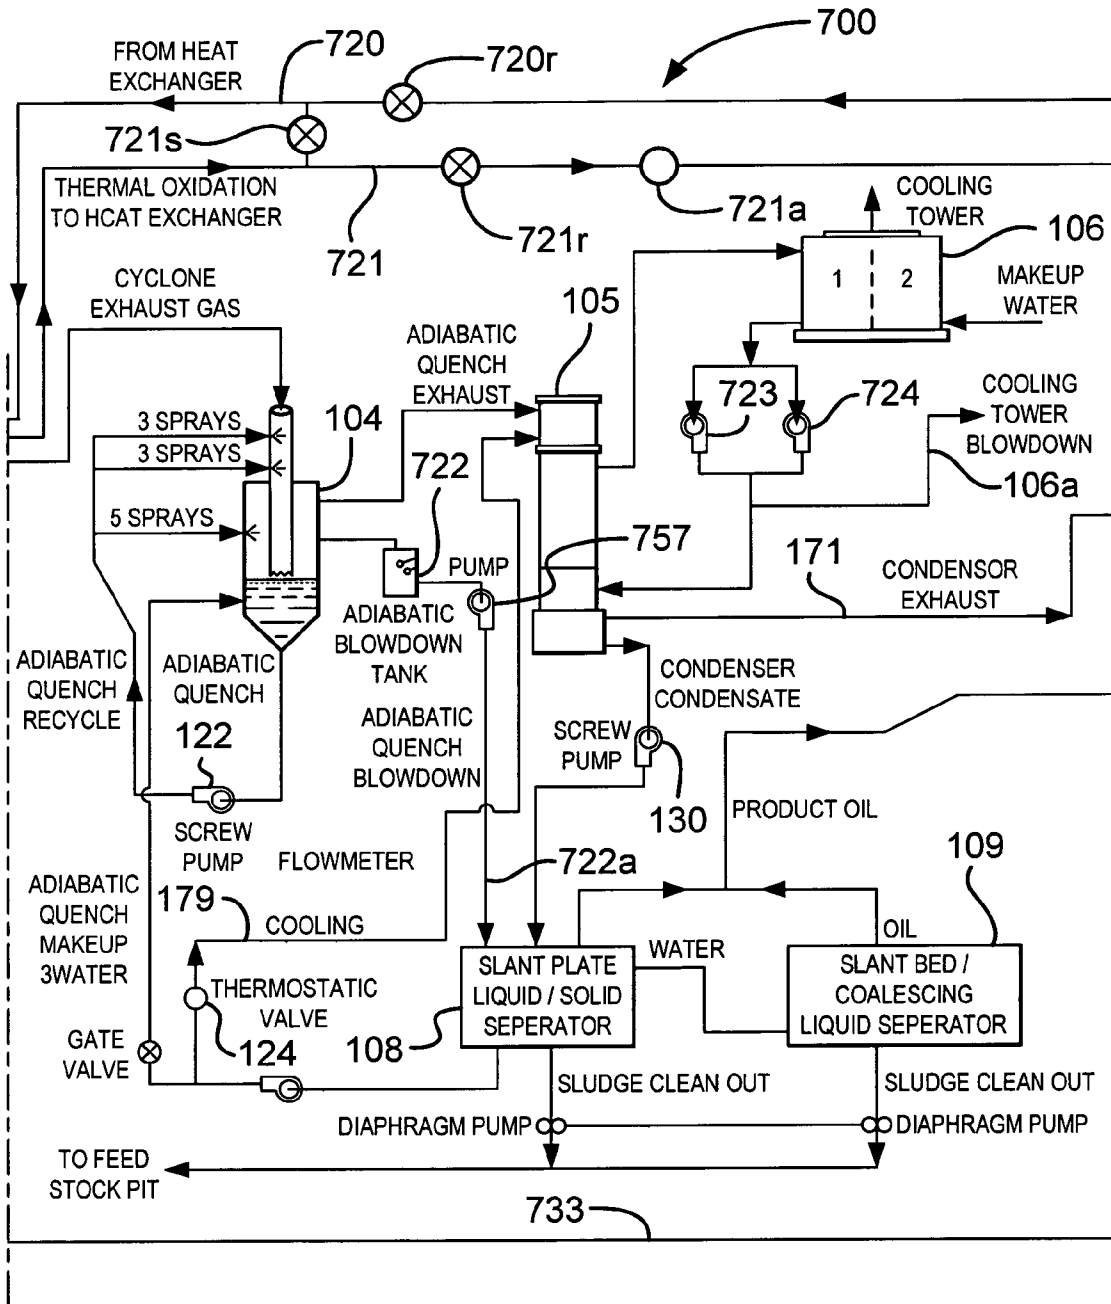 700
FROM HEAT
EXCHANGER
720
720r
721s
THERMAL OXIDATION
TO HCAT EXCHANGER
721
721r
721a
COOLING
TOWER
106
1
2
MAKEUP
WATER
CYCLONE
EXHAUST GAS
ADIABATIC
QUENCH
EXHAUST
105
723
724
COOLING
TOWER
BLOWDOWN
106a
3 SPRAYS
3 SPRAYS
5 SPRAYS
104
722
PUMP
757
171
CONDENSOR
EXHAUST
ADIABATIC
BLOWDOWN
TANK
ADIABATIC
QUENCH
RECYCLE
ADIABATIC
QUENCH
122
SCREW
PUMP
ADIABATIC
QUENCH
BLOWDOWN
CONDENSER
CONDENSATE
SCREW
PUMP
130
PRODUCT OIL
FLOWMETER
722a
109
ADIABATIC
QUENCH
MAKEUP
3WATER
179
COOLING
WATER
OIL
SLANT PLATE
LIQUID / SOLID
SEPERATOR
SLANT BED /
COALESCING
LIQUID SEPERATOR
THERMOSTATIC
VALVE
124
108
GATE
VALVE
SLUDGE CLEAN OUT
SLUDGE CLEAN OUT
DIAPHRAGM PUMP
DIAPHRAGM PUMP
TO FEED
STOCK PIT
733